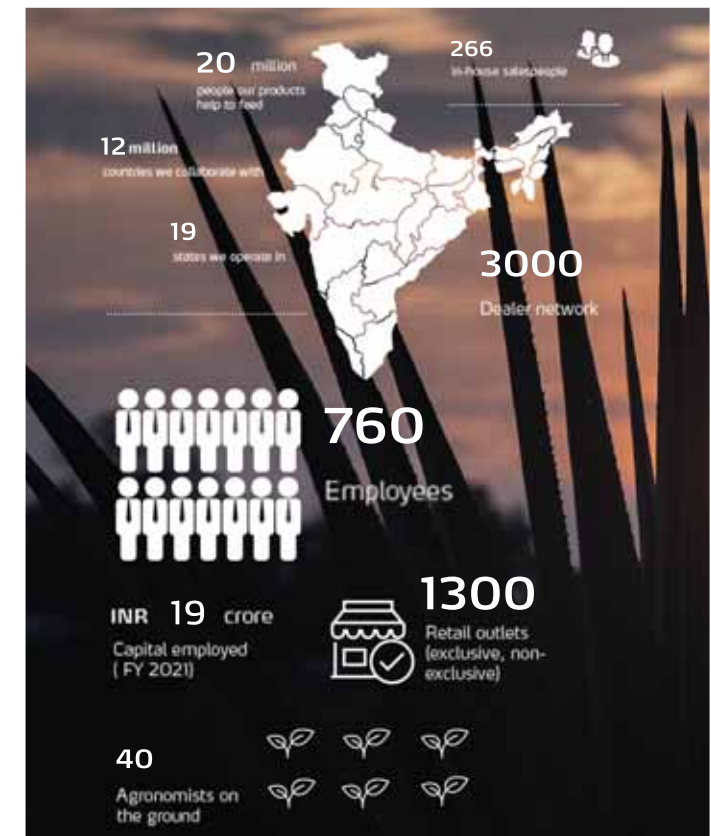 20 million
people our products
help to feed
266
in-house salespeople
12 million
countries we collaborate with
19
states we operate in
3000
Dealer network
760
Employees
INR 19 crore
Capital employed
( FY 2021)
1300
Retail outlets
(exclusive, non-
exclusive)
40
Agronomists on
the ground